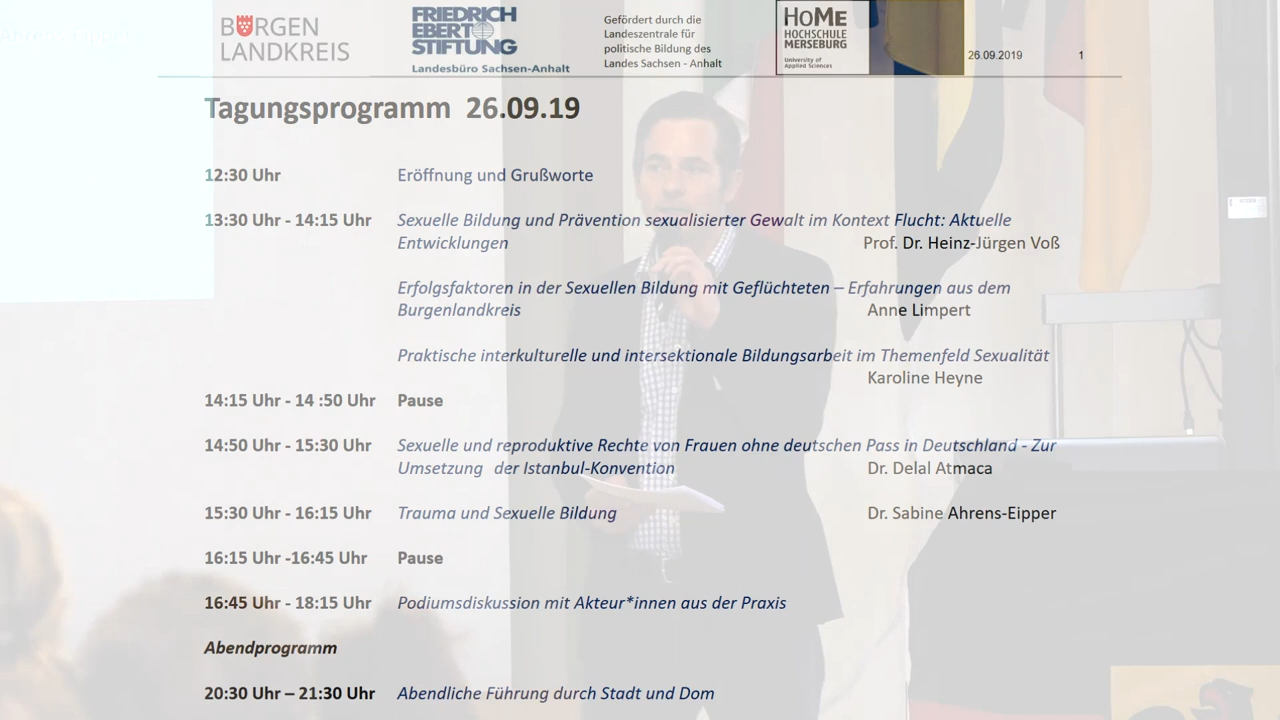 Ahrens-Eipper
BURGEN
LANDKREIS
FRIEDRICH
EBERT
STIFTUNG
Landesbüro Sachsen-Anhalt
Gefördert durch die
Landeszentrale für
politische Bildung des
Landes Sachsen - Anhalt
HoMe
HOCHSCHULE
MERSEBURG
University of
Applied Sciences
26.09.2019 1
Tagungsprogramm 26.09.19
12:30 Uhr Eröffnung und Grußworte
13:30 Uhr - 14:15 Uhr Sexuelle Bildung und Prävention sexualisierter Gewalt im Kontext Flucht: Aktuelle
Entwicklungen Prof. Dr. Heinz-Jürgen Voß
Erfolgsfaktoren in der Sexuellen Bildung mit Geflüchteten – Erfahrungen aus dem
Burgenlandkreis Anne Limpert
Praktische interkulturelle und intersektionale Bildungsarbeit im Themenfeld Sexualität
Karoline Heyne
14:15 Uhr - 14 :50 Uhr Pause
14:50 Uhr - 15:30 Uhr Sexuelle und reproduktive Rechte von Frauen ohne deutschen Pass in Deutschland - Zur
Umsetzung der Istanbul-Konvention Dr. Delal Atmaca
15:30 Uhr - 16:15 Uhr Trauma und Sexuelle Bildung Dr. Sabine Ahrens-Eipper
16:15 Uhr -16:45 Uhr Pause
16:45 Uhr - 18:15 Uhr Podiumsdiskussion mit Akteur*innen aus der Praxis
Abendprogramm
20:30 Uhr – 21:30 Uhr Abendliche Führung durch Stadt und Dom